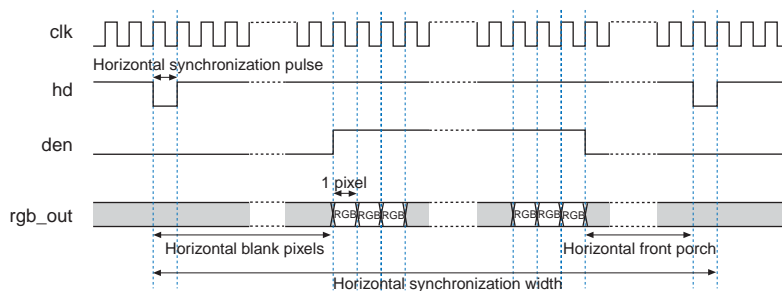 clk
Horizontal synchronization pulse
hd
den
1 pixel
rgb_out
RGB RGB RGB RGB RGB RGB
Horizontal blank pixels
Horizontal front porch
Horizontal synchronization width